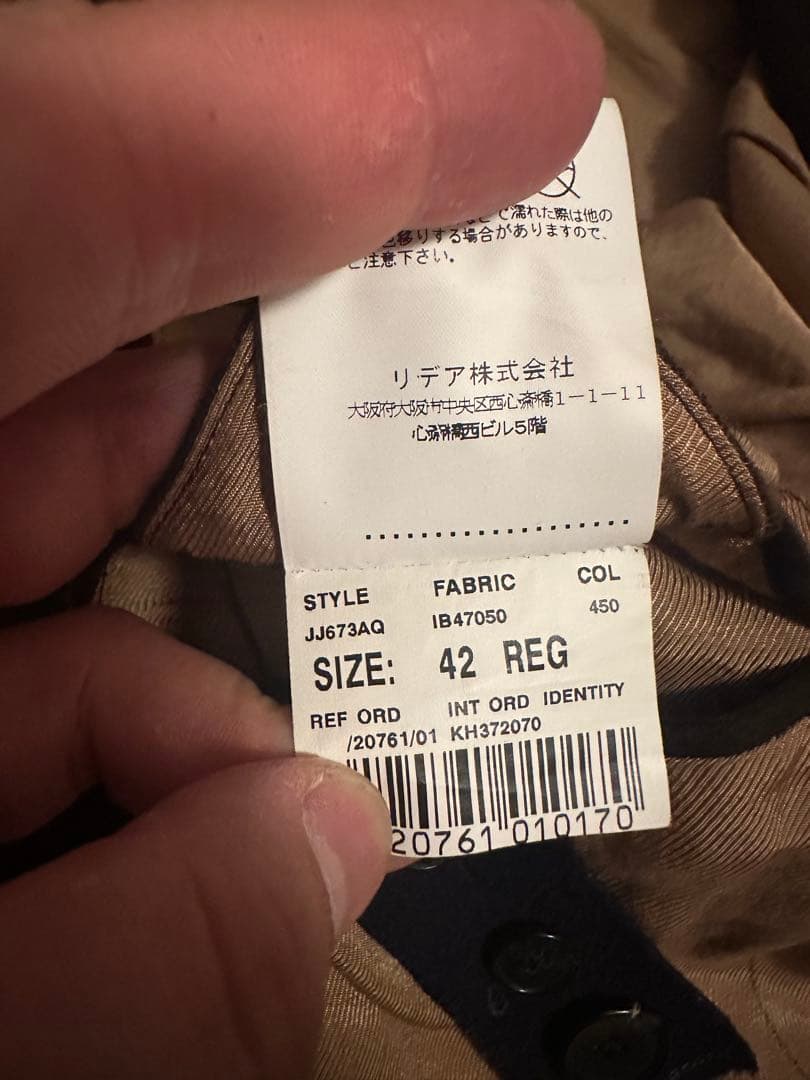 で濡れた際は他の
色移りする場合がありますので、
ご注意下さい。
リデア株式会社
大阪府大阪市中央区西心斎橋1-1-11
心斎橋西ビル5階
STYLE FABRIC COL
JJ673AQ IB47050 450
SIZE: 42 REG
REF ORD INT ORD IDENTITY
/20761/01 KH372070
20761 010170